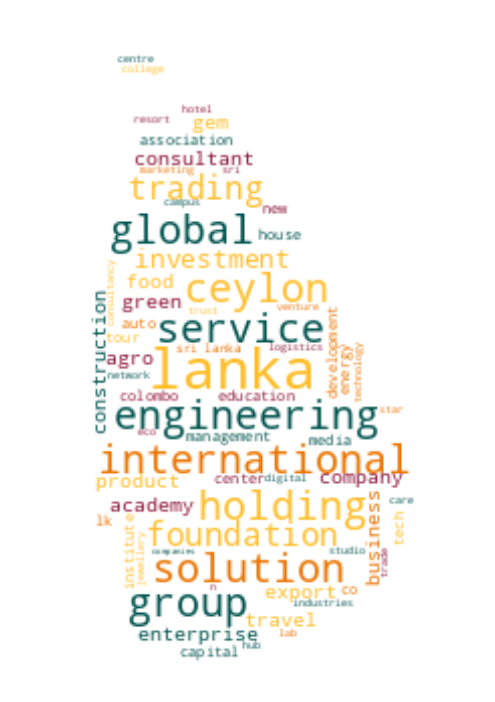 centre
college
hotel
resort
gem
association
consultant
marketing sri
trading
campus
new
global house
investment
consultancy
food ceylon
green
trust venture
auto service
construction
tour
development
sri lanka logistics
energy
technology
agro lanka
network
colombo education
engineering star
eco management media
international
product center digital company
academy holding care
lk
institute
foundation
business
tech
jewellery
companies studio
trade
solution
n export co
group industries
travel
enterprise lab
capital hub